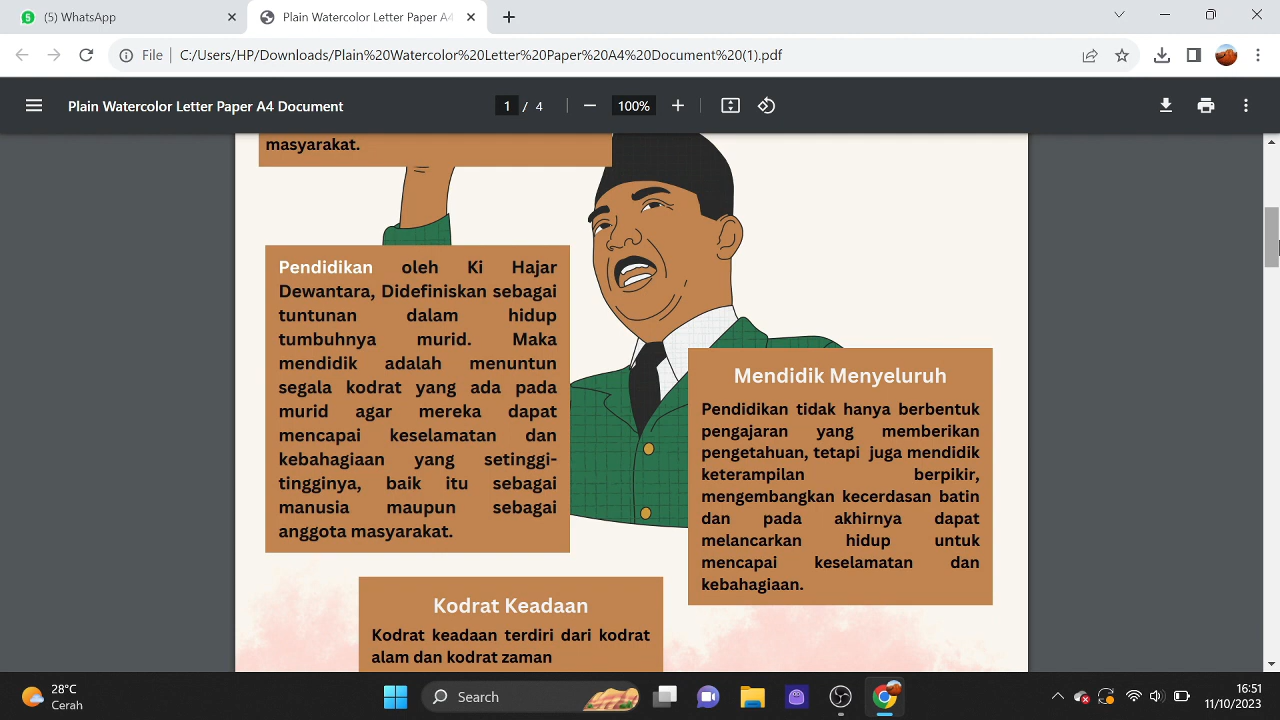 (5) WhatsApp
Plain Watercolor Letter Paper A4
File
C:/Users/HP/Downloads/Plain%20Watercolor%20Letter%20Paper%20A4%20Document%20(1).pdf
Plain Watercolor Letter Paper A4 Document
1 / 4
100%
masyarakat.
Pendidikan oleh Ki Hajar
Dewantara, Didefiniskan sebagai
tuntunan dalam hidup
tumbuhnya murid. Maka
mendidik adalah menuntun
segala kodrat yang ada pada
murid agar mereka dapat
mencapai keselamatan dan
kebahagiaan yang setinggi-
tingginya, baik itu sebagai
manusia maupun sebagai
anggota masyarakat.
Mendidik Menyeluruh
Pendidikan tidak hanya berbentuk
pengajaran yang memberikan
pengetahuan, tetapi juga mendidik
keterampilan berpikir,
mengembangkan kecerdasan batin
dan pada akhirnya dapat
melancarkan hidup untuk
mencapai keselamatan dan
kebahagiaan.
Kodrat Keadaan
Kodrat keadaan terdiri dari kodrat
alam dan kodrat zaman
28°C
Cerah
Search
16:51
11/10/2023